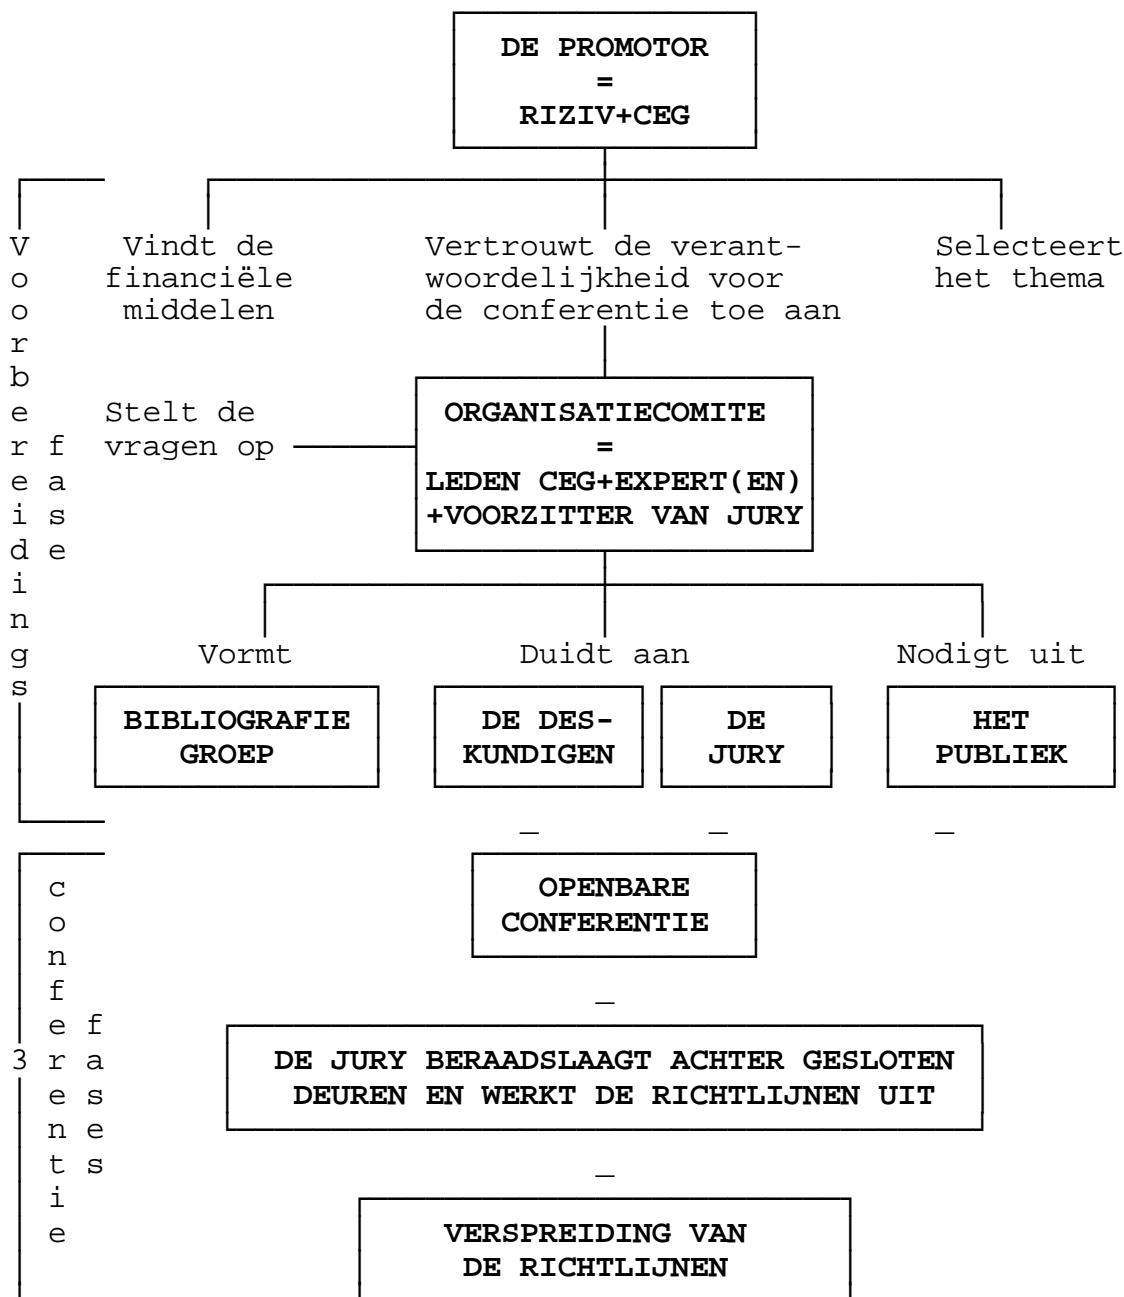 DE PROMOTOR
=
RIZIV+CEG
Vindt de
financiële
middelen
Vertrouwt de verant-
woordelijkheid voor
de conferentie toe aan
Selecteert
het thema
Voorbereidings
fase
Stelt de
vragen op
ORGANISATIECOMITE
=
LEDEN CEG+EXPERT(EN)
+VOORZITTER VAN JURY
Vormt
Duidt aan
Nodigt uit
BIBLIOGRAFIE
GROEP
DE DES-
KUNDIGEN
DE
JURY
HET
PUBLIEK
_ _ _
3
conferentie
fases
OPENBARE
CONFERENTIE
_
DE JURY BERAADSLAAGT ACHTER GESLOTEN
DEUREN EN WERKT DE RICHTLIJNEN UIT
_
VERSPREIDING VAN
DE RICHTLIJNEN